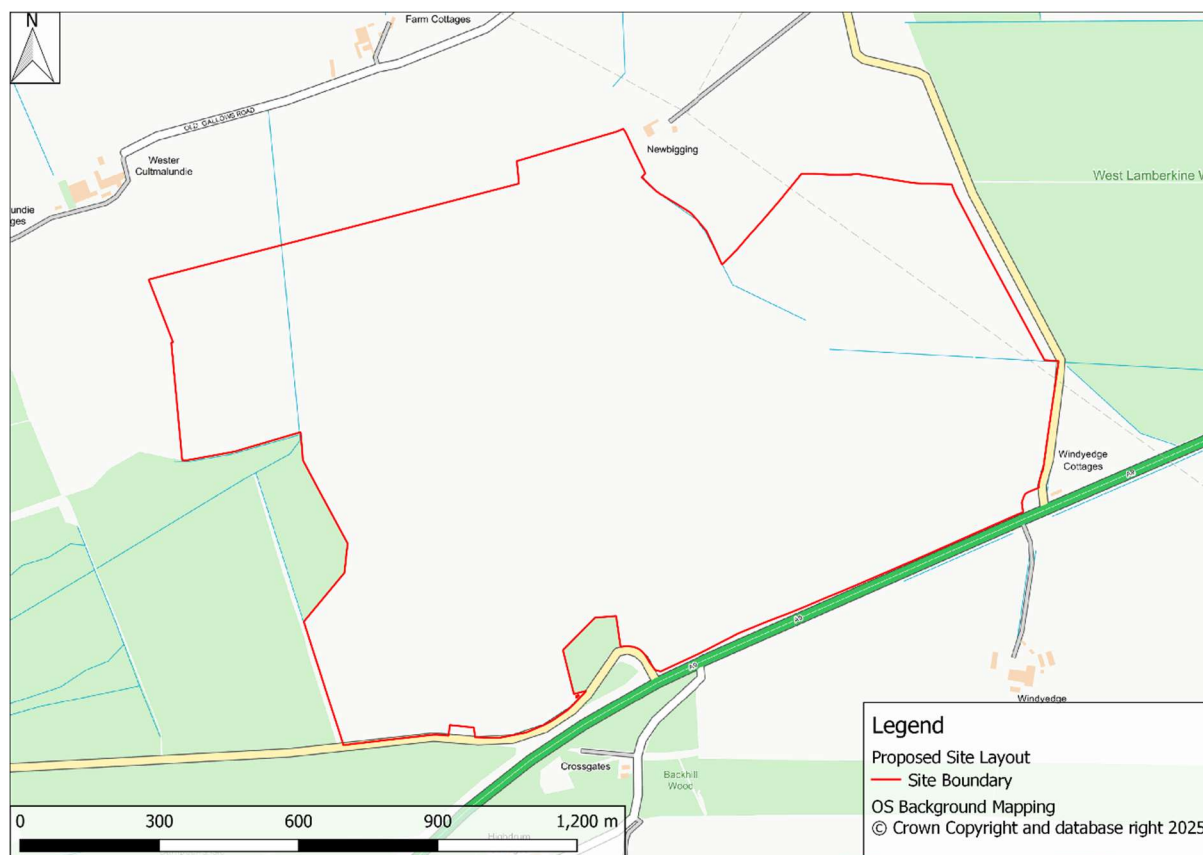 N
Farm Cottages
OLD GALLOWS ROAD
Newbigging
Wester
Cultmalundie
undie
ges
West Lamberkine W
Windyedge
Cottages
A9
A9
A9
Windyedge
Crossgates
Backhill
Wood
Highdrum
0 300 600 900 1,200 m
Legend
Proposed Site Layout
Site Boundary
OS Background Mapping
© Crown Copyright and database right 2025